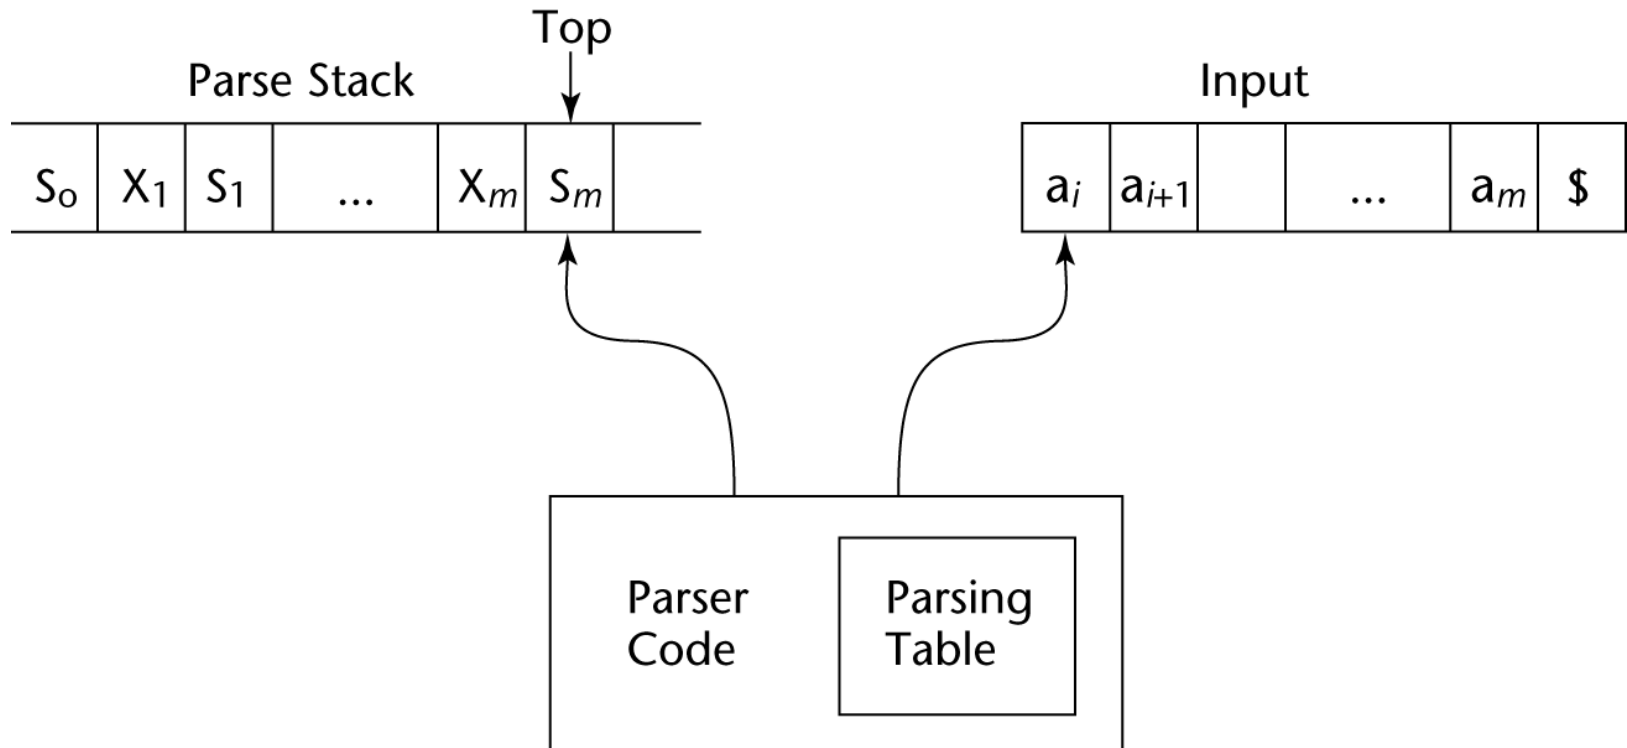 Top
Parse Stack
Input
S₀ X₁ S₁ ... Xₘ Sₘ
aᵢ aᵢ₊₁ ... aₘ $
Parser Code
Parsing Table